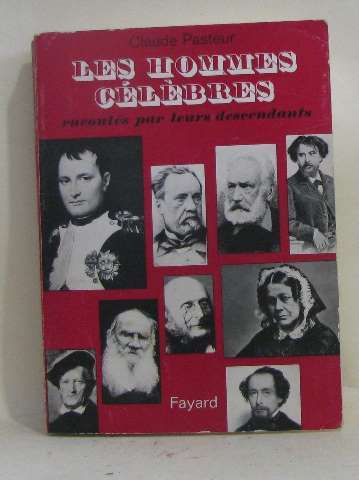 Claude Pasteur
LES HOMMES
CÉLÈBRES
racontés par leurs descendants
Fayard